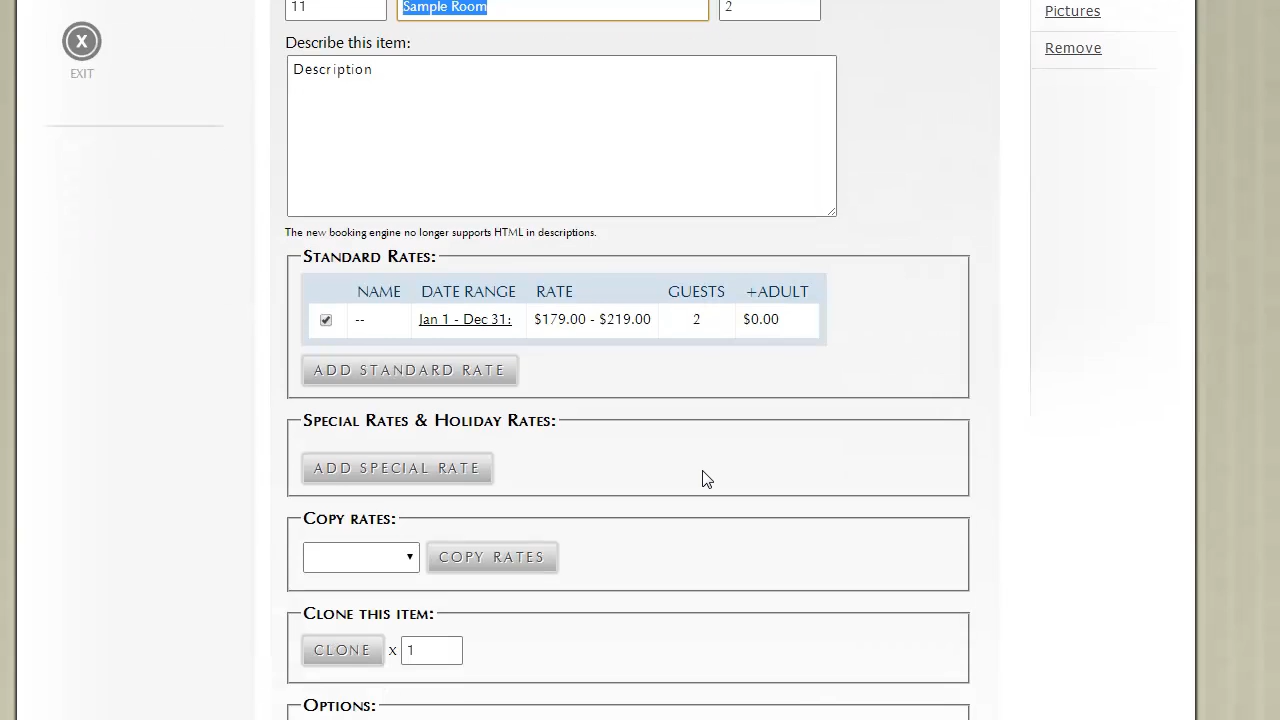 11 Sample Room 2
Pictures
Remove
X
EXIT
Describe this item:
Description
The new booking engine no longer supports HTML in descriptions.
Standard Rates:
NAME DATE RANGE RATE GUESTS +ADULT
-- Jan 1 - Dec 31: $179.00 - $219.00 2 $0.00
ADD STANDARD RATE
Special Rates & Holiday Rates:
ADD SPECIAL RATE
Copy rates:
COPY RATES
Clone this item:
CLONE x 1
Options: